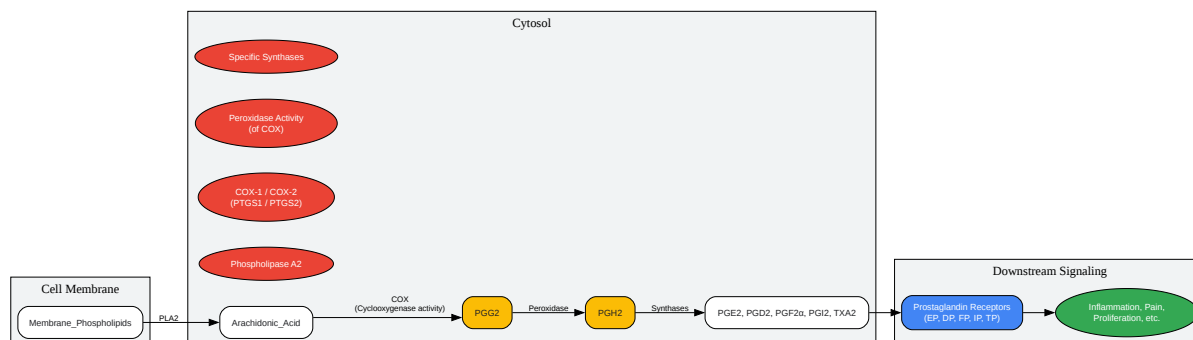 Cytosol
Specific Synthases
Peroxidase Activity
(of COX)
COX-1 / COX-2
(PTGS1 / PTGS2)
Phospholipase A2
Cell Membrane
Membrane_Phospholipids
PLA2
Arachidonic_Acid
COX
(Cyclooxygenase activity)
PGG2
Peroxidase
PGH2
Synthases
PGE2, PGD2, PGF2α, PGI2, TXA2
Downstream Signaling
Prostaglandin Receptors
(EP, DP, FP, IP, TP)
Inflammation, Pain,
Proliferation, etc.